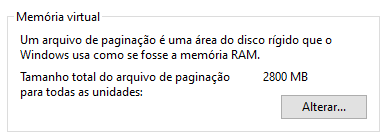 Memória virtual
Um arquivo de paginação é uma área do disco rígido que o
Windows usa como se fosse a memória RAM.
Tamanho total do arquivo de paginação 2800 MB
para todas as unidades:
Alterar...